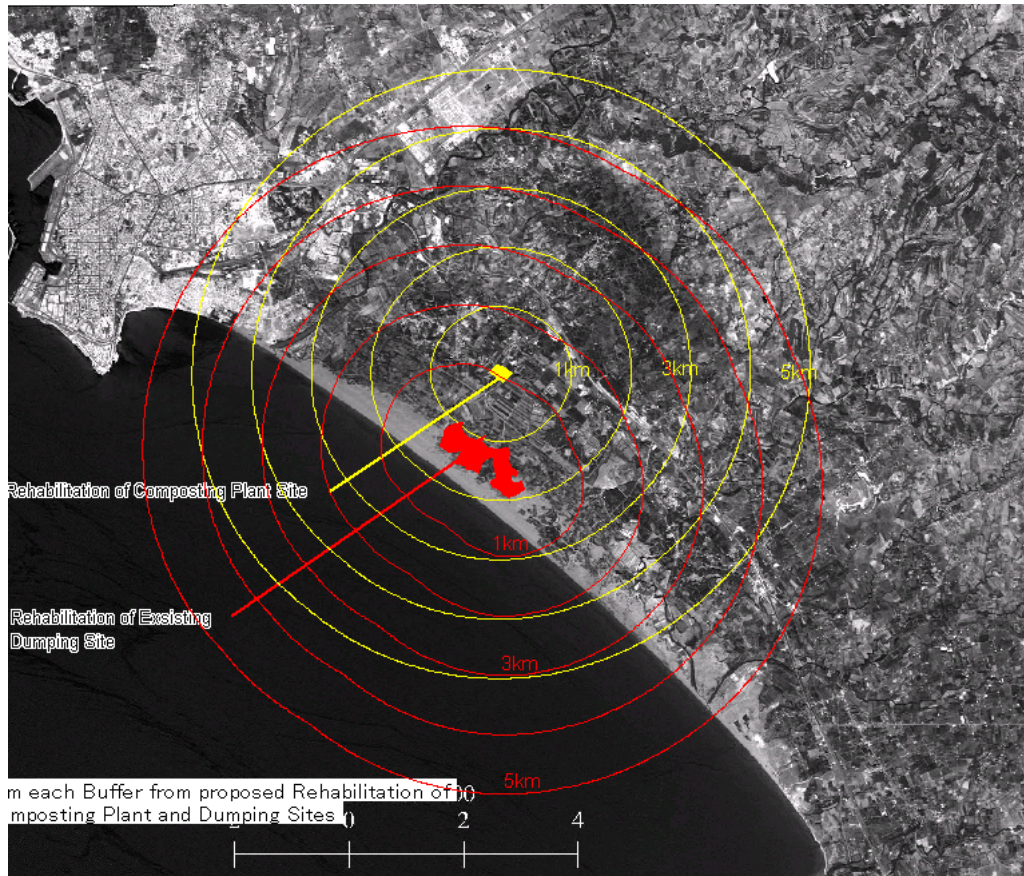 1km
3km
5km
Rehabilitation of Composting Plant Site
1km
Rehabilitation of Exsisting
Dumping Site
3km
5km
m each Buffer from proposed Rehabilitation of
mposting Plant and Dumping Sites
0 2 4